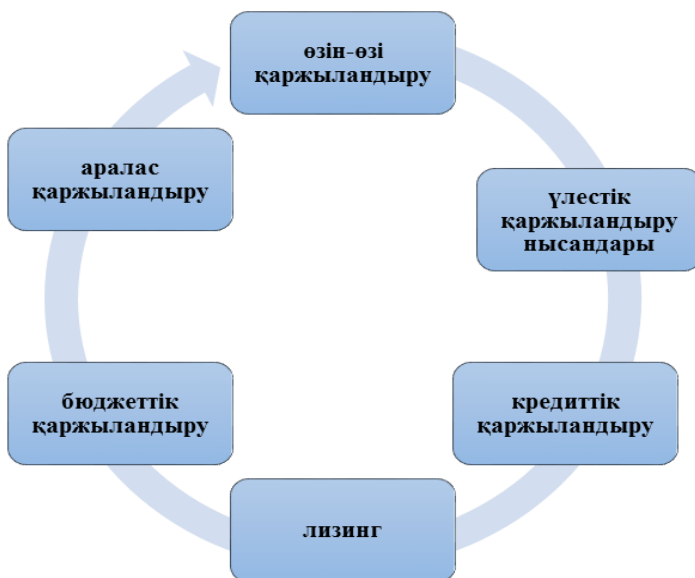 өзін-өзі
қаржыландыру
үлестік
қаржыландыру
нысандары
кредиттік
қаржыландыру
лизинг
бюджеттік
қаржыландыру
аралас
қаржыландыру